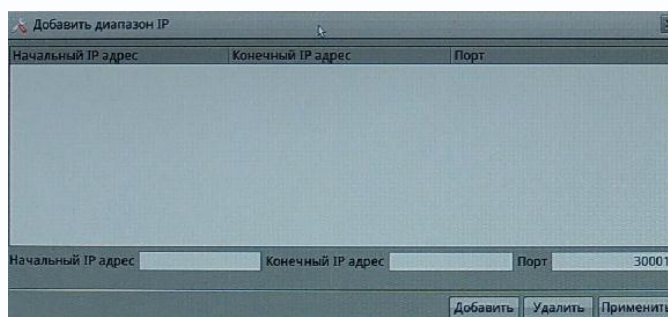 Добавить диапазон IP
Начальный IP адрес Конечный IP адрес Порт
Начальный IP адрес Конечный IP адрес Порт 30001
Добавить Удалить Применить